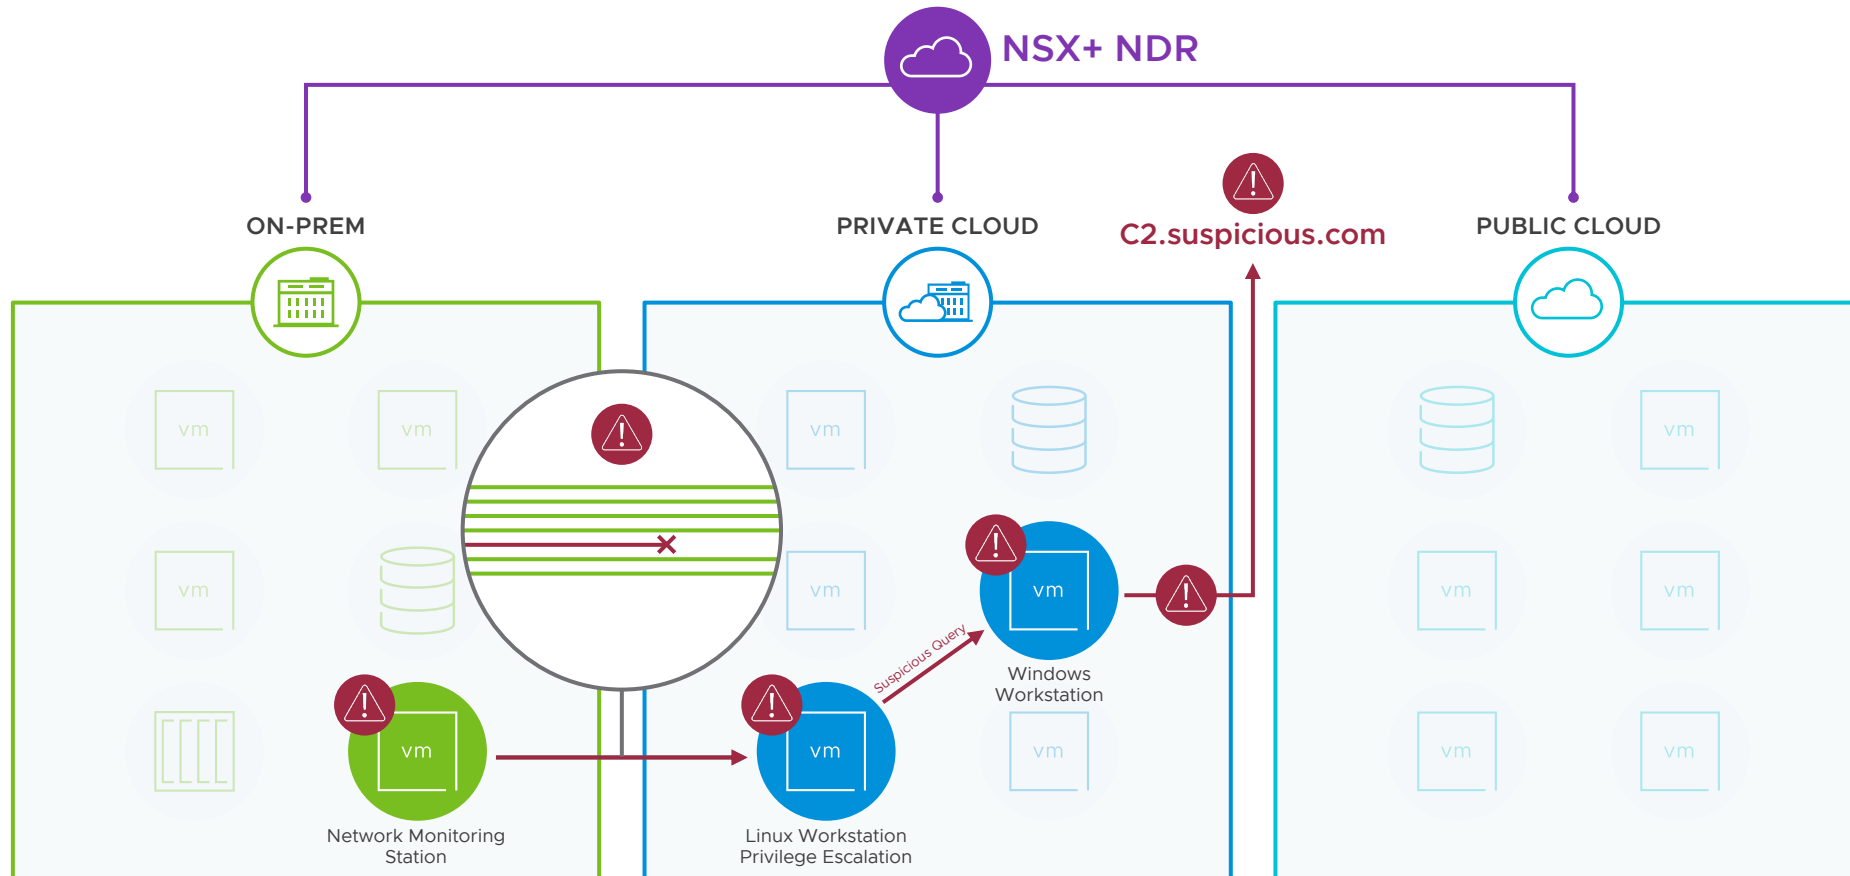 NSX+ NDR
ON-PREM
PRIVATE CLOUD
C2.suspicious.com
PUBLIC CLOUD
vm
vm
vm
vm
vm
vm
vm
vm
vm
vm
Suspicious Query
Windows
Workstation
vm
vm
vm
vm
vm
Network Monitoring
Station
Linux Workstation
Privilege Escalation